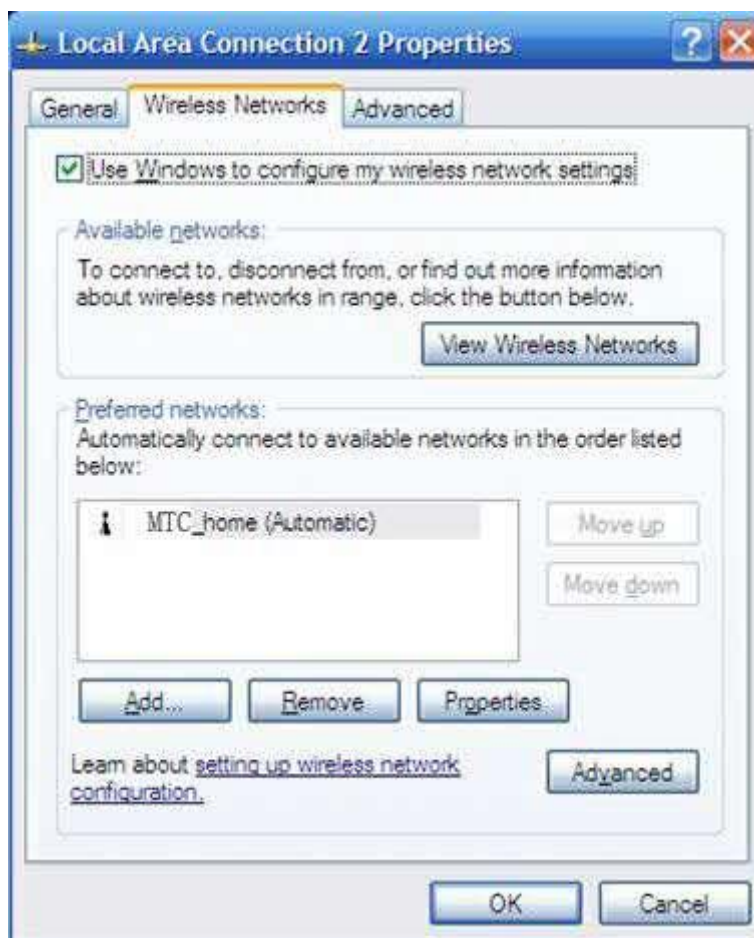 Local Area Connection 2 Properties
?
General
Wireless Networks
Advanced
Use Windows to configure my wireless network settings
Available networks:
To connect to, disconnect from, or find out more information
about wireless networks in range, click the button below.
View Wireless Networks
Preferred networks:
Automatically connect to available networks in the order listed
below:
MTC_home (Automatic)
Move up
Move down
Add...
Remove
Properties
Learn about setting up wireless network
configuration.
Advanced
OK
Cancel